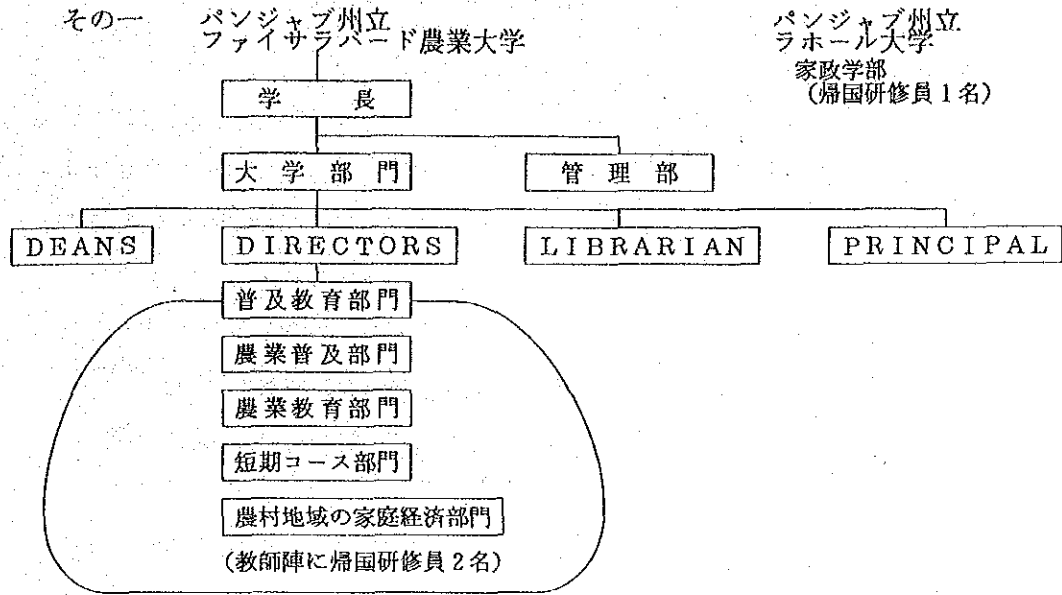 その一
パンジャブ州立
ファイサラバード農業大学
パンジャブ州立
ラホール大学
家政学部
(帰国研修員1名)
学長
大学部門
管理部
DEANS
DIRECTORS
LIBRARIAN
PRINCIPAL
普及教育部門
農業普及部門
農業教育部門
短期コース部門
農村地域の家庭経済部門
(教師陣に帰国研修員2名)